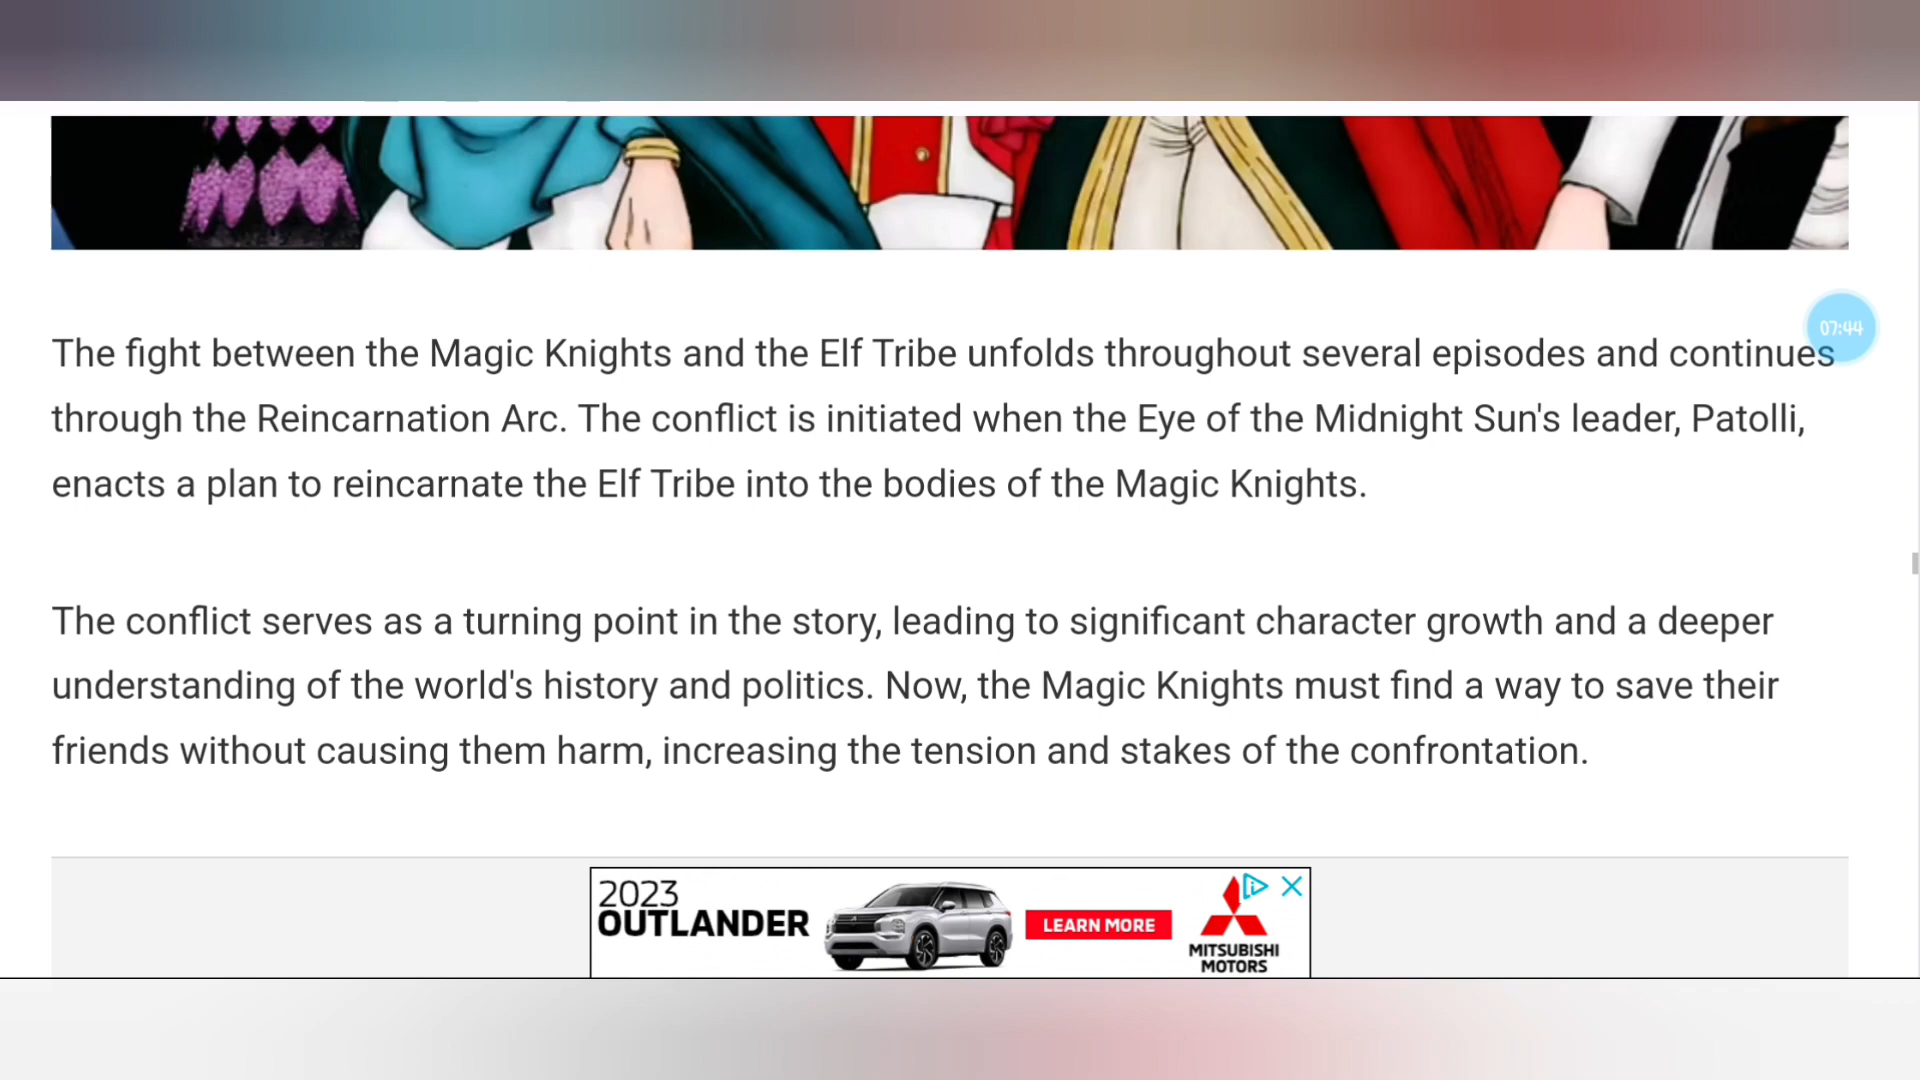 07:44
The fight between the Magic Knights and the Elf Tribe unfolds throughout several episodes and continues
through the Reincarnation Arc. The conflict is initiated when the Eye of the Midnight Sun's leader, Patolli,
enacts a plan to reincarnate the Elf Tribe into the bodies of the Magic Knights.
The conflict serves as a turning point in the story, leading to significant character growth and a deeper
understanding of the world's history and politics. Now, the Magic Knights must find a way to save their
friends without causing them harm, increasing the tension and stakes of the confrontation.
2023
OUTLANDER
LEARN MORE
MITSUBISHI
MOTORS